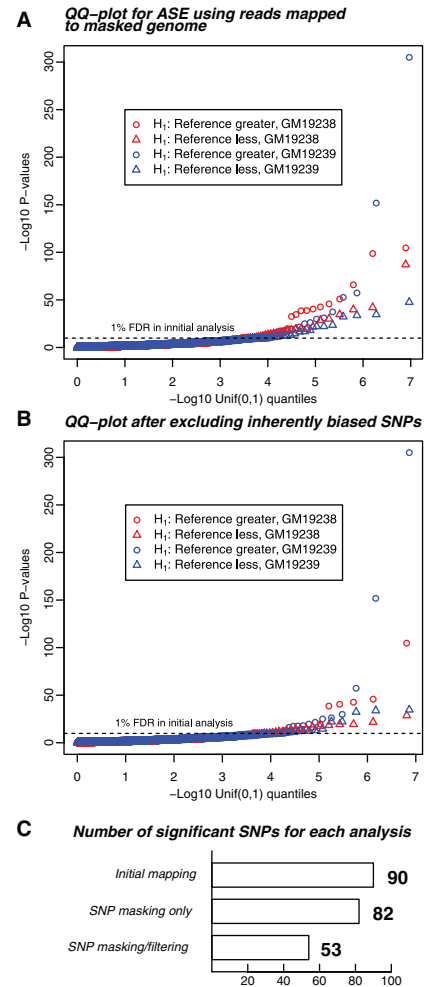 A
QQ-plot for ASE using reads mapped
to masked genome
300
250
200
150
100
50
0
-Log10 P-values
H1: Reference greater, GM19238
H1: Reference less, GM19238
H1: Reference greater, GM19239
H1: Reference less, GM19239
1% FDR in innitial analysis
0 1 2 3 4 5 6 7
-Log10 Unif(0,1) quantiles
B
QQ-plot after excluding inherently biased SNPs
300
250
200
150
100
50
0
-Log10 P-values
H1: Reference greater, GM19238
H1: Reference less, GM19238
H1: Reference greater, GM19239
H1: Reference less, GM19239
1% FDR in initial analysis
0 1 2 3 4 5 6 7
-Log10 Unif(0,1) quantiles
C
Number of significant SNPs for each analysis
Initial mapping 90
SNP masking only 82
SNP masking/filtering 53
20 40 60 80 100